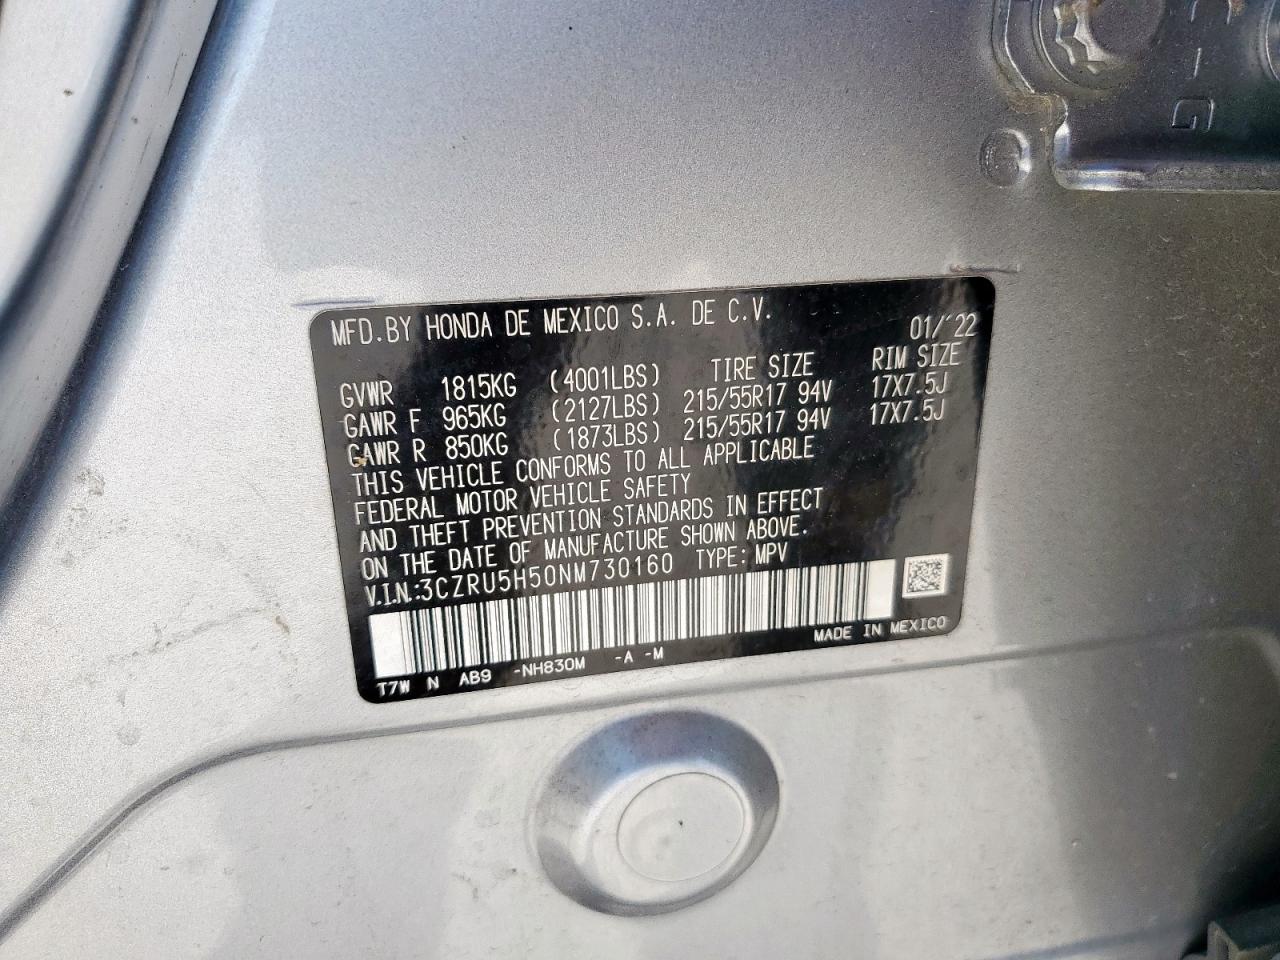 MFD.BY HONDA DE MEXICO S.A. DE C.V.
01/´22
TIRE SIZE RIM SIZE
GVWR 1815KG (4001LBS)
GAWR F 965KG (2127LBS) 215/55R17 94V 17X7.5J
GAWR R 850KG (1873LBS) 215/55R17 94V 17X7.5J
THIS VEHICLE CONFORMS TO ALL APPLICABLE
FEDERAL MOTOR VEHICLE SAFETY
AND THEFT PREVENTION STANDARDS IN EFFECT
ON THE DATE OF MANUFACTURE SHOWN ABOVE.
V.I.N.:3CZRU5H50NM730160 TYPE: MPV
T7W N AB9 -NH830M -A -M
MADE IN MEXICO
G